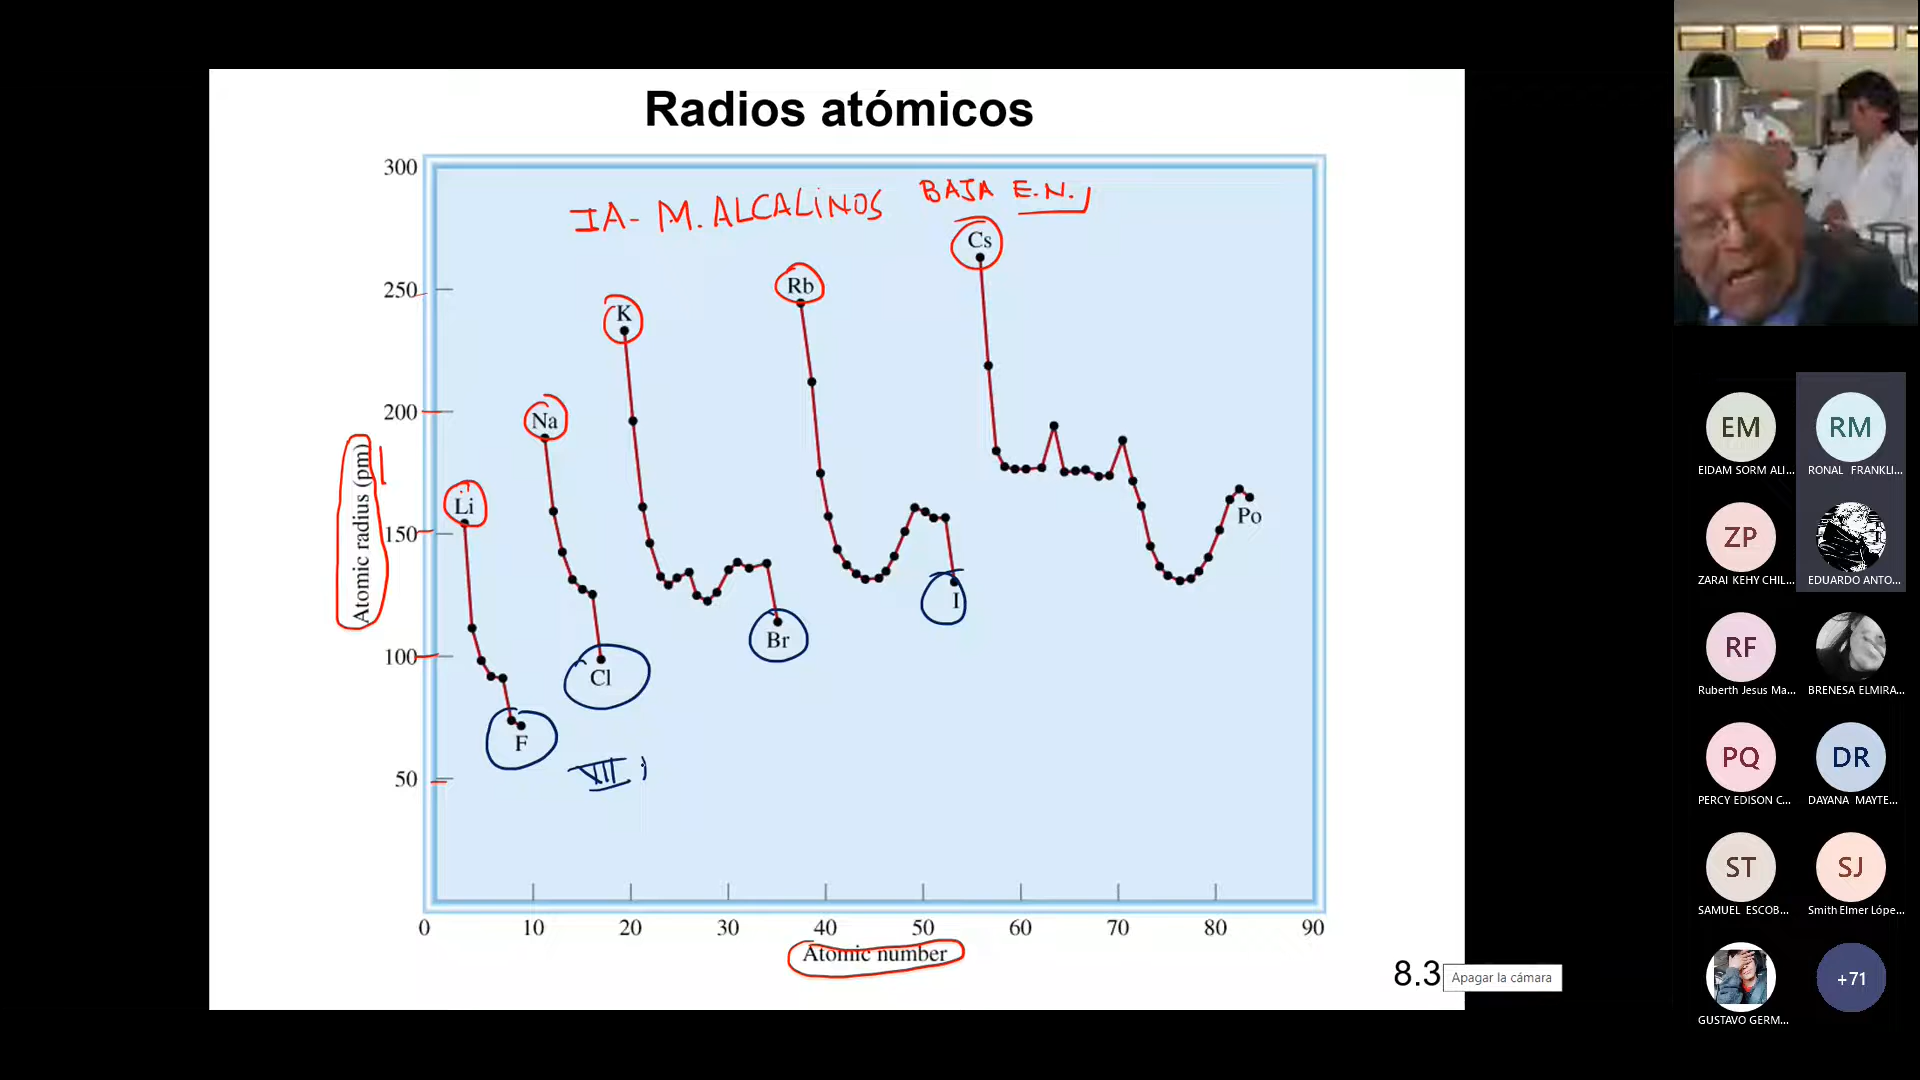 Radios atómicos
300
250
200
150
100
50
0
10
20
30
40
50
60
70
80
90
Atomic radius (pm)
Atomic number
IA- M. ALCALINOS BAJA E.N.
Li
Na
K
Rb
Cs
F
Cl
Br
I
Po
VII
8.3
Apagar la cámara
EM
EIDAM SORM ALI...
RM
RONAL FRANKLI...
ZP
ZARAI KEHY CHIL...
EDUARDO ANTO...
RF
Ruberth Jesus Ma...
BRENESA ELMIRA...
PQ
PERCY EDISON C...
DR
DAYANA MAYTE...
ST
SAMUEL ESCOB...
SJ
Smith Elmer Lópe...
GUSTAVO GERM...
+71